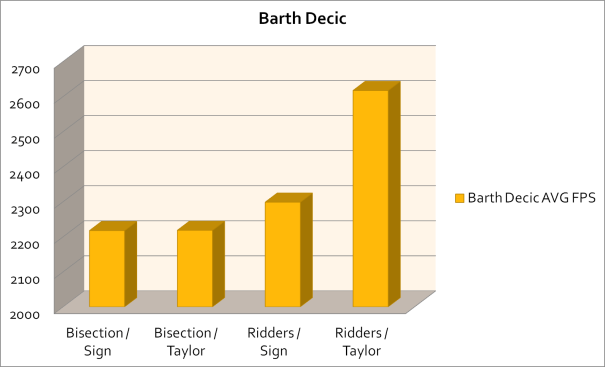 Barth Decic
2700
2600
2500
2400
2300
2200
2100
2000
Bisection /
Sign
Bisection /
Taylor
Ridders /
Sign
Ridders /
Taylor
Barth Decic AVG FPS